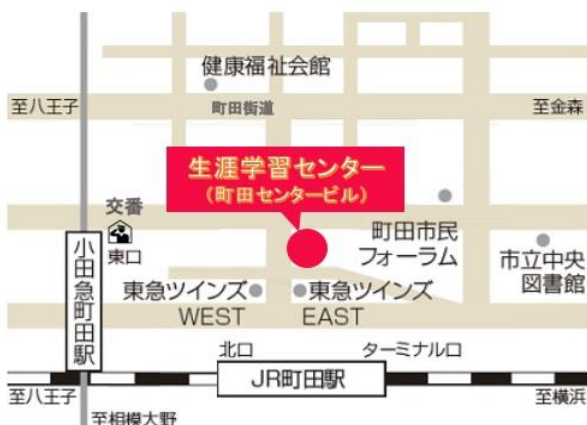 健康福祉会館
至八王子
町田街道
至金森
生涯学習センター
(町田センタービル)
交番
東口
町田市民
フォーラム
市立中央
図書館
小田急町田駅
東急ツインズ
WEST
東急ツインズ
EAST
北口
ターミナル口
JR町田駅
至八王子
至横浜
至相模大野